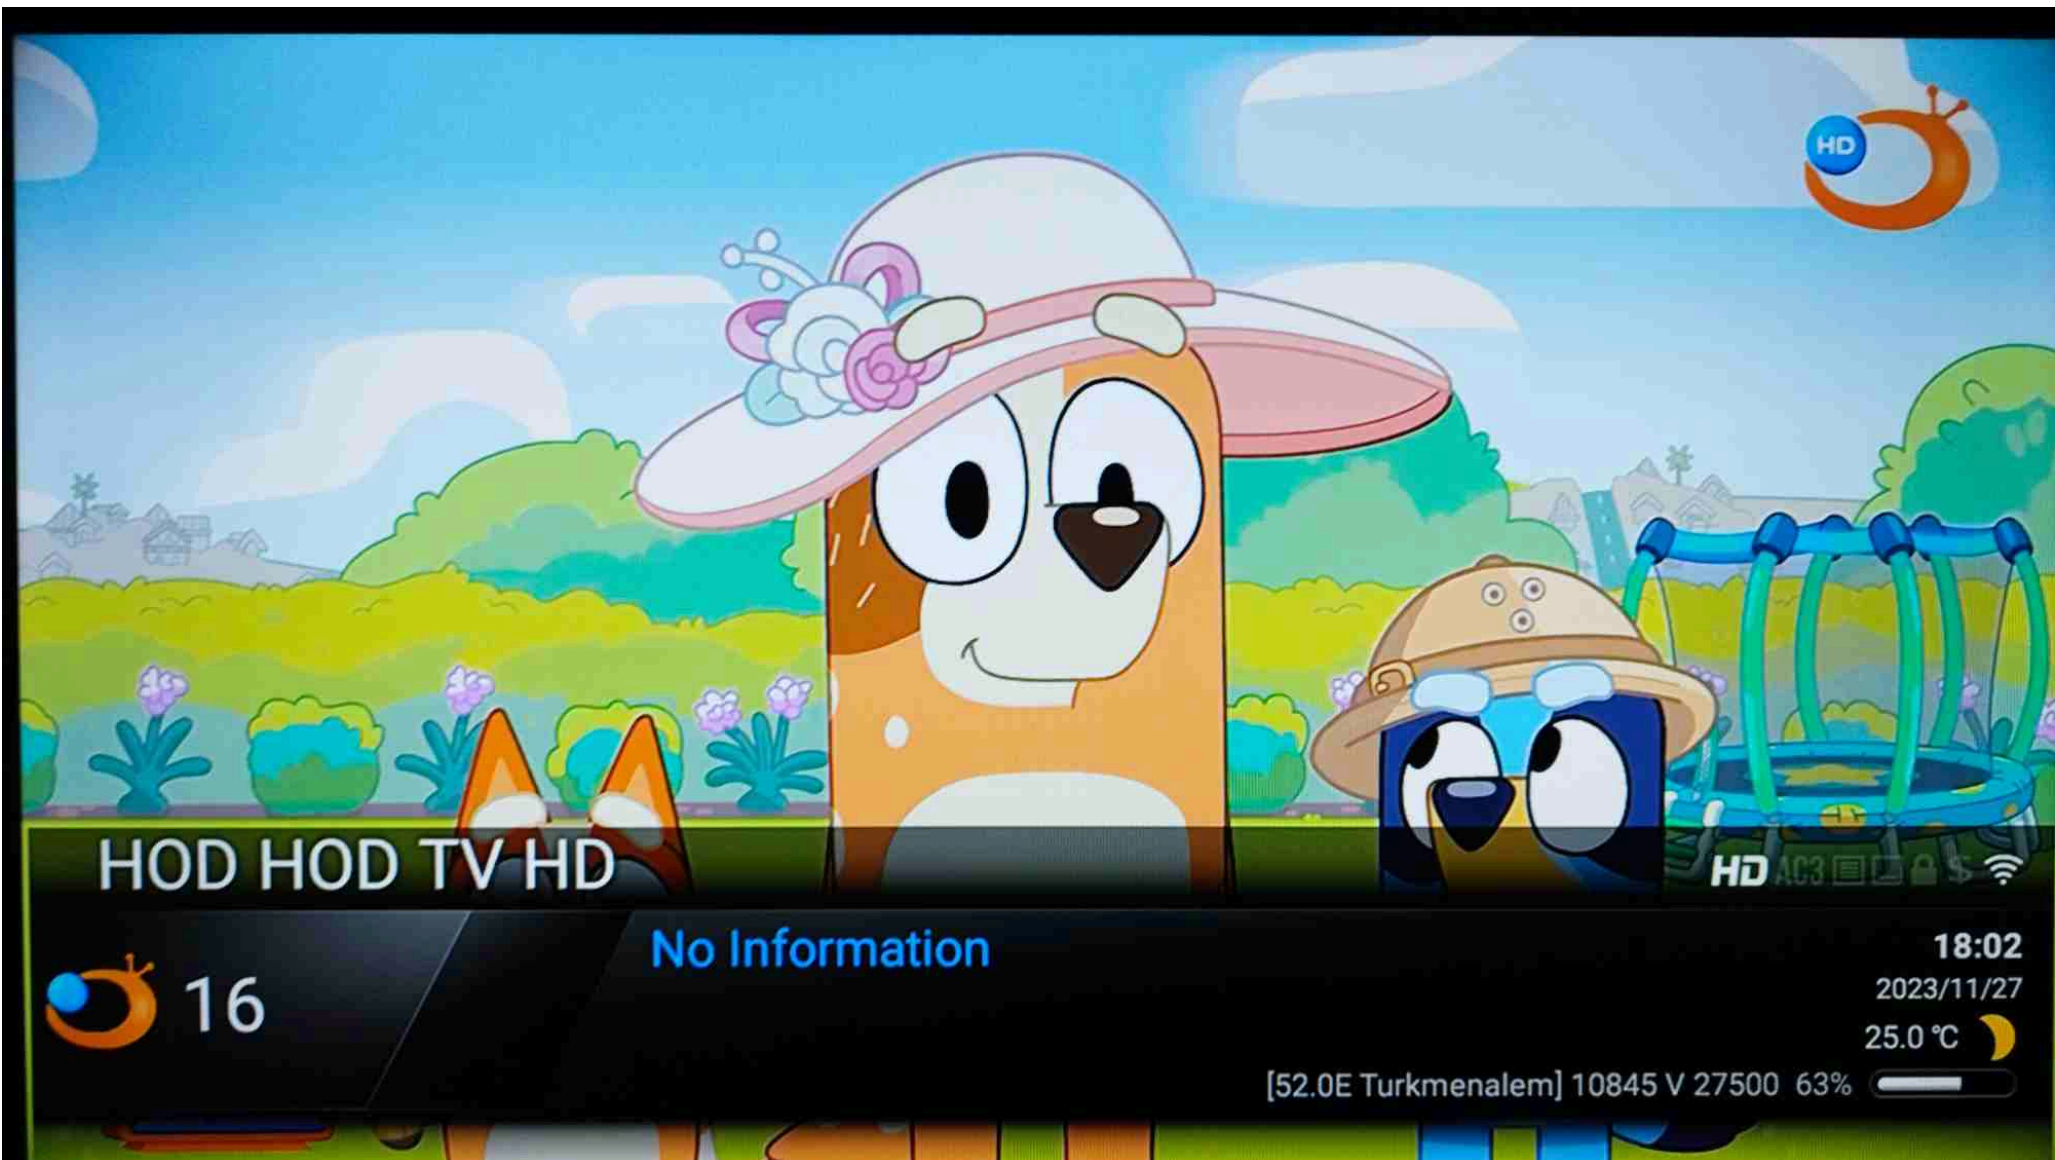 HD
HOD HOD TV HD
HD AC3 $
16
No Information
18:02
2023/11/27
25.0 °C
[52.0E Turkmenalem] 10845 V 27500 63%